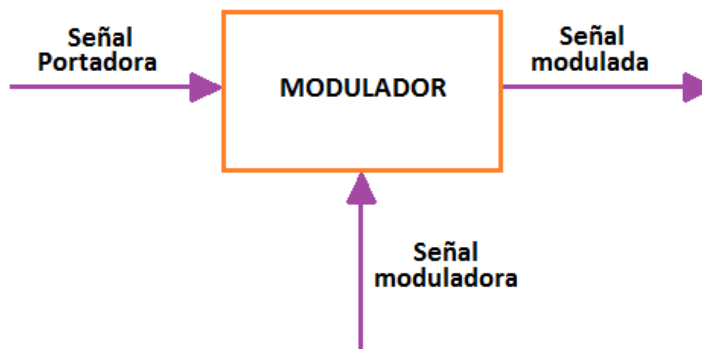 Señal
Portadora
MODULADOR
Señal
modulada
Señal
moduladora